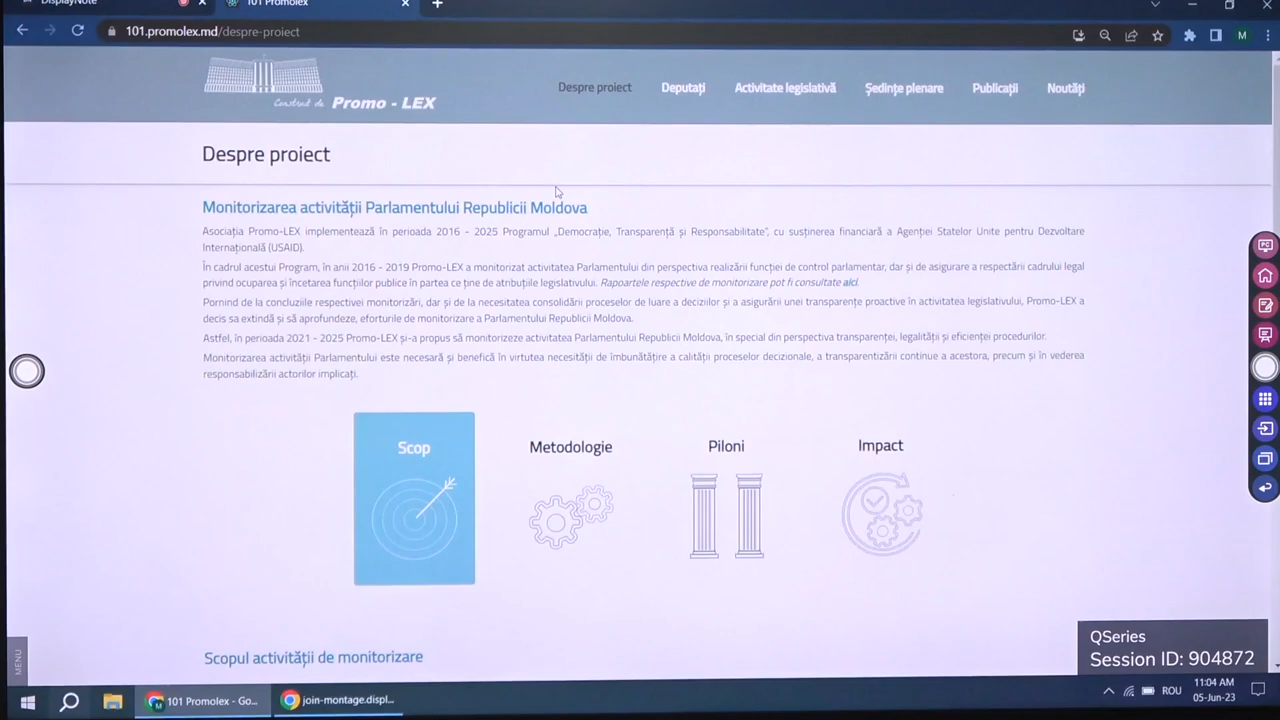 DisplayNote
101 Promolex
101.promolex.md/despre-proiect
M
Construit de Promo - LEX
Despre proiect
Deputați
Activitate legislativă
Ședințe plenare
Publicații
Noutăți
Despre proiect
Monitorizarea activității Parlamentului Republicii Moldova
Asociația Promo-LEX implementează în perioada 2016 - 2025 Programul „Democrație, Transparență și Responsabilitate”, cu susținerea financiară a Agenției Statelor Unite pentru Dezvoltare
Internațională (USAID).
În cadrul acestui Program, în anii 2016 - 2019 Promo-LEX a monitorizat activitatea Parlamentului din perspectiva realizării funcției de control parlamentar, dar și de asigurare a respectării cadrului legal
privind ocuparea și încetarea funcțiilor publice în partea ce ține de atribuțiile legislativului. Rapoartele respective de monitorizare pot fi consultate aici.
Pornind de la concluziile respectivei monitorizări, dar și de la necesitatea consolidării proceselor de luare a deciziilor și a asigurării unei transparențe proactive în activitatea legislativului, Promo-LEX a
decis sa extindă și să aprofundeze, eforturile de monitorizare a Parlamentului Republicii Moldova.
Astfel, în perioada 2021 - 2025 Promo-LEX și-a propus să monitorizeze activitatea Parlamentului Republicii Moldova, în special din perspectiva transparenței, legalității și eficienței procedurilor.
Monitorizarea activității Parlamentului este necesară și benefică în virtutea necesității de îmbunătățire a calității proceselor decizionale, a transparentizării continue a acestora, precum și în vederea
responsabilizării actorilor implicați.
Scop
Metodologie
Piloni
Impact
Scopul activității de monitorizare
MENU
PC
QSeries
Session ID: 904872
101 Promolex - Go...
join-montage.displ...
ROU
11:04 AM
05-Jun-23